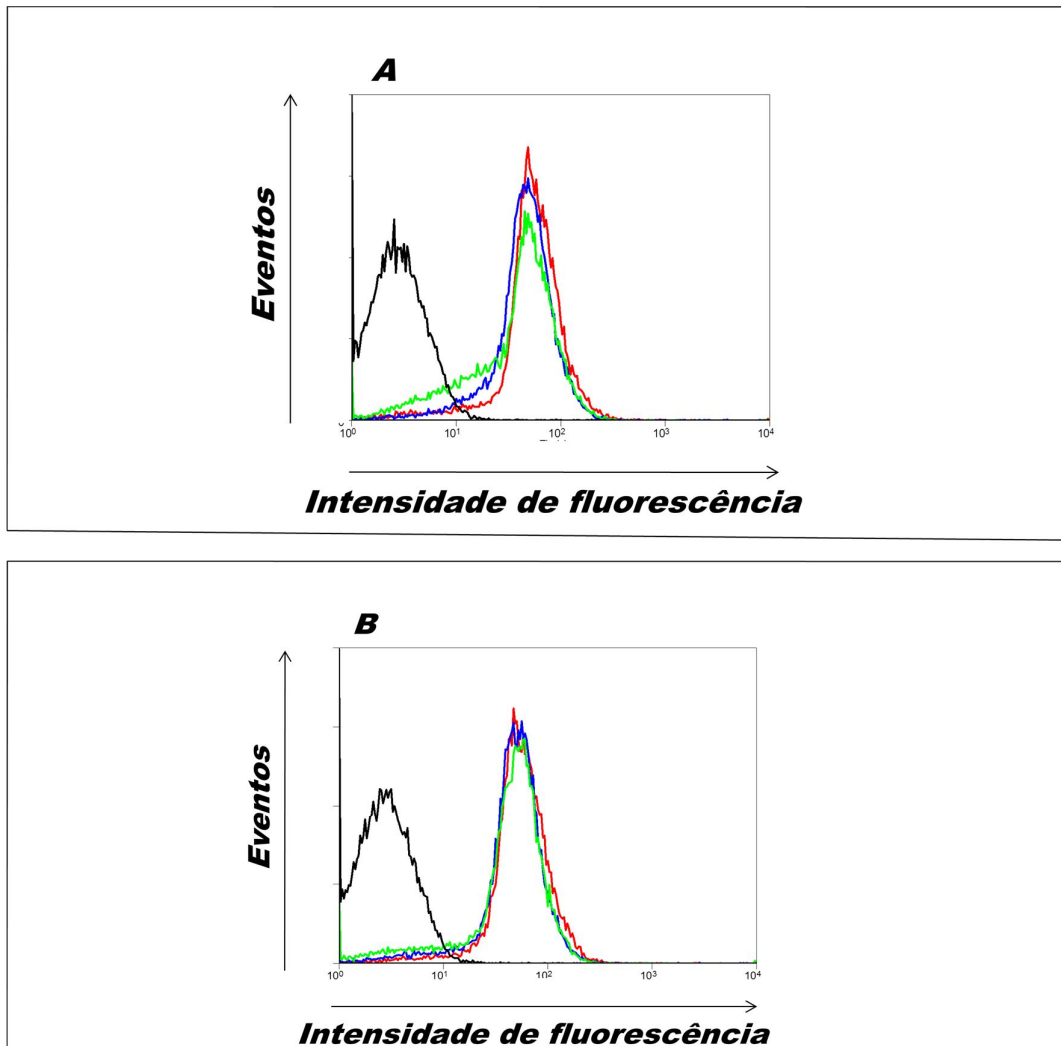 A
Eventos
10⁰ 10¹ 10² 10³ 10⁴
Intensidade de fluorescência
B
Eventos
10⁰ 10¹ 10² 10³ 10⁴
Intensidade de fluorescência